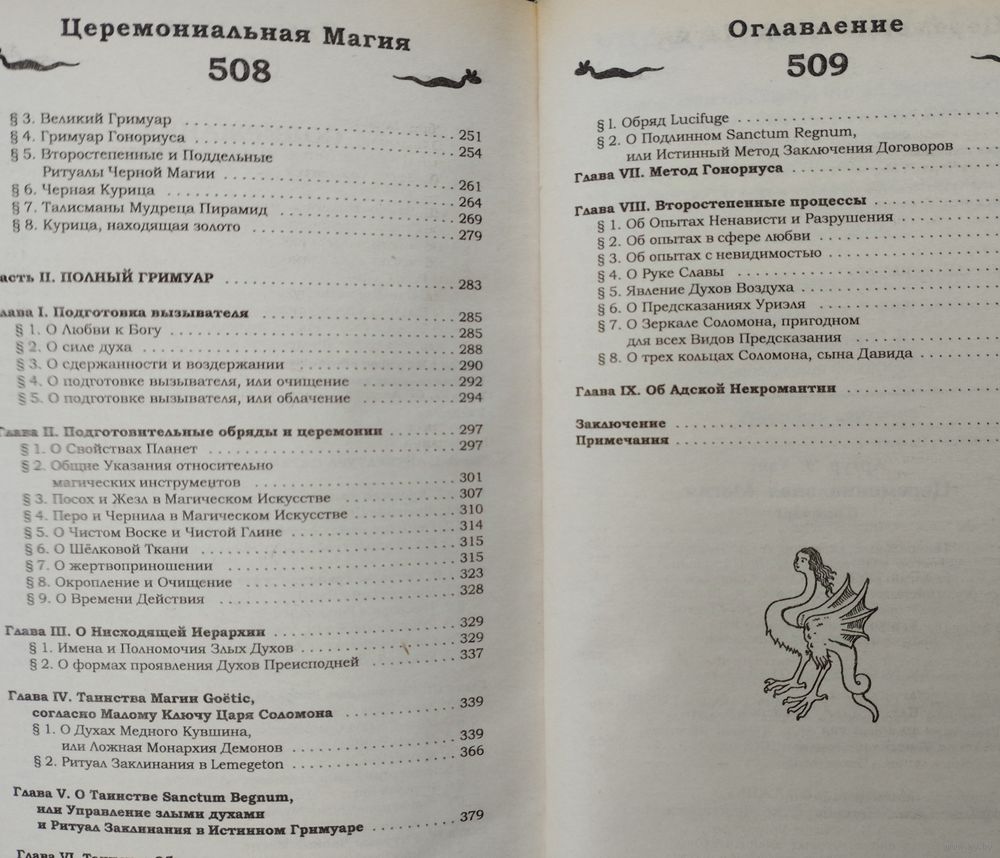 Церемониальная Магия
508
§ 3. Великий Гримуар 251
§ 4. Гримуар Гонориуса 254
§ 5. Второстепенные и Поддельные
Ритуалы Черной Магии 261
§ 6. Черная Курица 264
§ 7. Талисманы Мудреца Пирамид 269
§ 8. Курица, находящая золото 279
асть II. ПОЛНЫЙ ГРИМУАР 283
лава I. Подготовка вызывателя 285
§ 1. О Любви к Богу 285
§ 2. О силе духа 288
§ 3. О сдержанности и воздержании 290
§ 4. О подготовке вызывателя, или очищение 292
§ 5. О подготовке вызывателя, или облачение 294
Глава II. Подготовительные обряды и церемонии 297
§ 1. О Свойствах Планет 297
§ 2. Общие Указания относительно
магических инструментов 301
§ 3. Посох и Жезл в Магическом Искусстве 307
§ 4. Перо и Чернила в Магическом Искусстве 310
§ 5. О Чистом Воске и Чистой Глине 314
§ 6. О Шёлковой Ткани 315
§ 7. О жертвоприношении 315
§ 8. Окропление и Очищение 323
§ 9. О Времени Действия 328
Глава III. О Нисходящей Иерархии 329
§ 1. Имена и Полномочия Злых Духов 329
§ 2. О формах проявления Духов Преисподней 337
Глава IV. Таинства Магии Goëtic,
согласно Малому Ключу Царя Соломона 339
§ 1. О Духах Медного Кувшина,
или Ложная Монархия Демонов 339
§ 2. Ритуал Заклинания в Lemegeton 366
Глава V. О Таинстве Sanctum Begnum,
или Управление злыми духами
и Ритуал Заклинания в Истинном Гримуаре 379
Глава VI.
Оглавление
509
§ 1. Обряд Lucifuge
§ 2. О Подлинном Sanctum Regnum,
или Истинный Метод Заключения Договоров
Глава VII. Метод Гонориуса
Глава VIII. Второстепенные процессы
§ 1. Об Опытах Ненависти и Разрушения
§ 2. Об опытах в сфере любви
§ 3. Об опытах с невидимостью
§ 4. О Руке Славы
§ 5. Явление Духов Воздуха
§ 6. О Предсказаниях Уриэля
§ 7. О Зеркале Соломона, пригодном
для всех Видов Предсказания
§ 8. О трех кольцах Соломона, сына Давида
Глава IX. Об Адской Некромантии
Заключение
Примечания